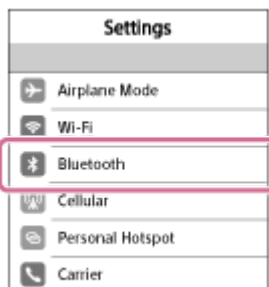 Settings
Airplane Mode
Wi-Fi
Bluetooth
Cellular
Personal Hotspot
Carrier